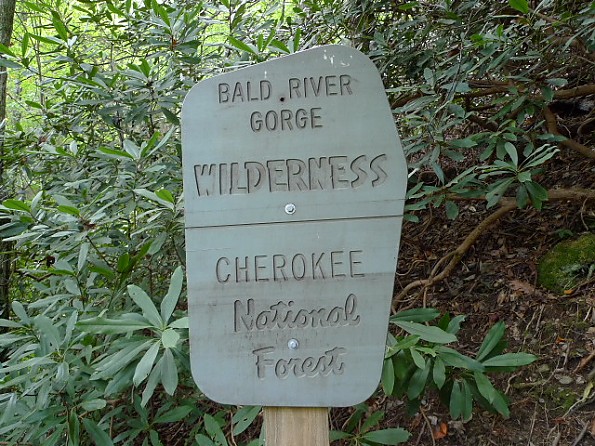 BALD RIVER
GORGE
WILDERNESS
CHEROKEE
National
Forest